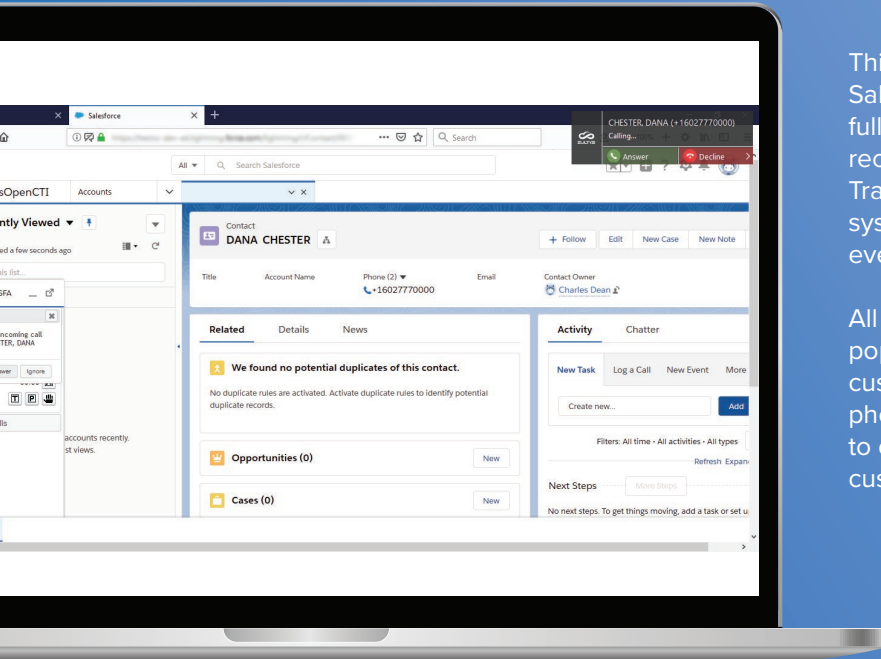 Salesforce
Search
CHESTER, DANA (+16027770000)
Calling...
ZULTYS
Answer
Decline
All
Search Salesforce
sOpenCTI
Accounts
ntly Viewed
ed a few seconds ago
his list...
SFA
ncoming call
TER, DANA
wer
Ignore
T P
lls
accounts recently.
st views.
Contact
DANA CHESTER
+ Follow
Edit
New Case
New Note
Title
Account Name
Phone (2)
Email
Contact Owner
+16027770000
Charles Dean
Related
Details
News
We found no potential duplicates of this contact.
No duplicate rules are activated. Activate duplicate rules to identify potential
duplicate records.
Opportunities (0)
New
Cases (0)
New
Activity
Chatter
New Task
Log a Call
New Event
More
Create new...
Add
Filters: All time • All activities • All types
Refresh Expan
Next Steps
More Steps
No next steps. To get things moving, add a task or set u
Thi
Sal
full
rec
Tra
sys
eve
All
po
cus
pho
to
cus